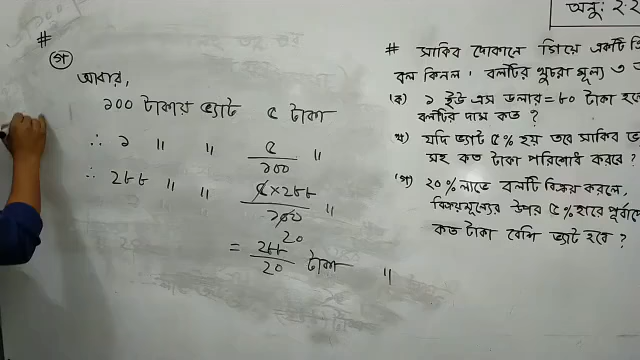 অনু: ২.২
#
গ
আবার,
১০০ টাকায় ভ্যাট ৫ টাকা
∴ ১ " " ৫/১০০ "
∴ ২৮৮ " " ৫×২৮৮/১০০ "
২০
= ২৮৮/২০ টাকা "
# সাকিব দোকানে গিয়ে একটি
বল কিনল। বলটির খুচরা মূল্য ৩
(ক) ১ ইউ এস ডলার = ৮০ টাকা হলে
বলটির দাম কত?
(খ) যদি ভ্যাট ৫% হয় তবে সাকিব
সহ কত টাকা পরিশোধ করবে?
(গ) ২০% লাভে বলটি বিক্রয় করলে,
বিক্রয়মূল্যের উপর ৫% হারে
কত টাকা বেশি ভ্যাট হবে?